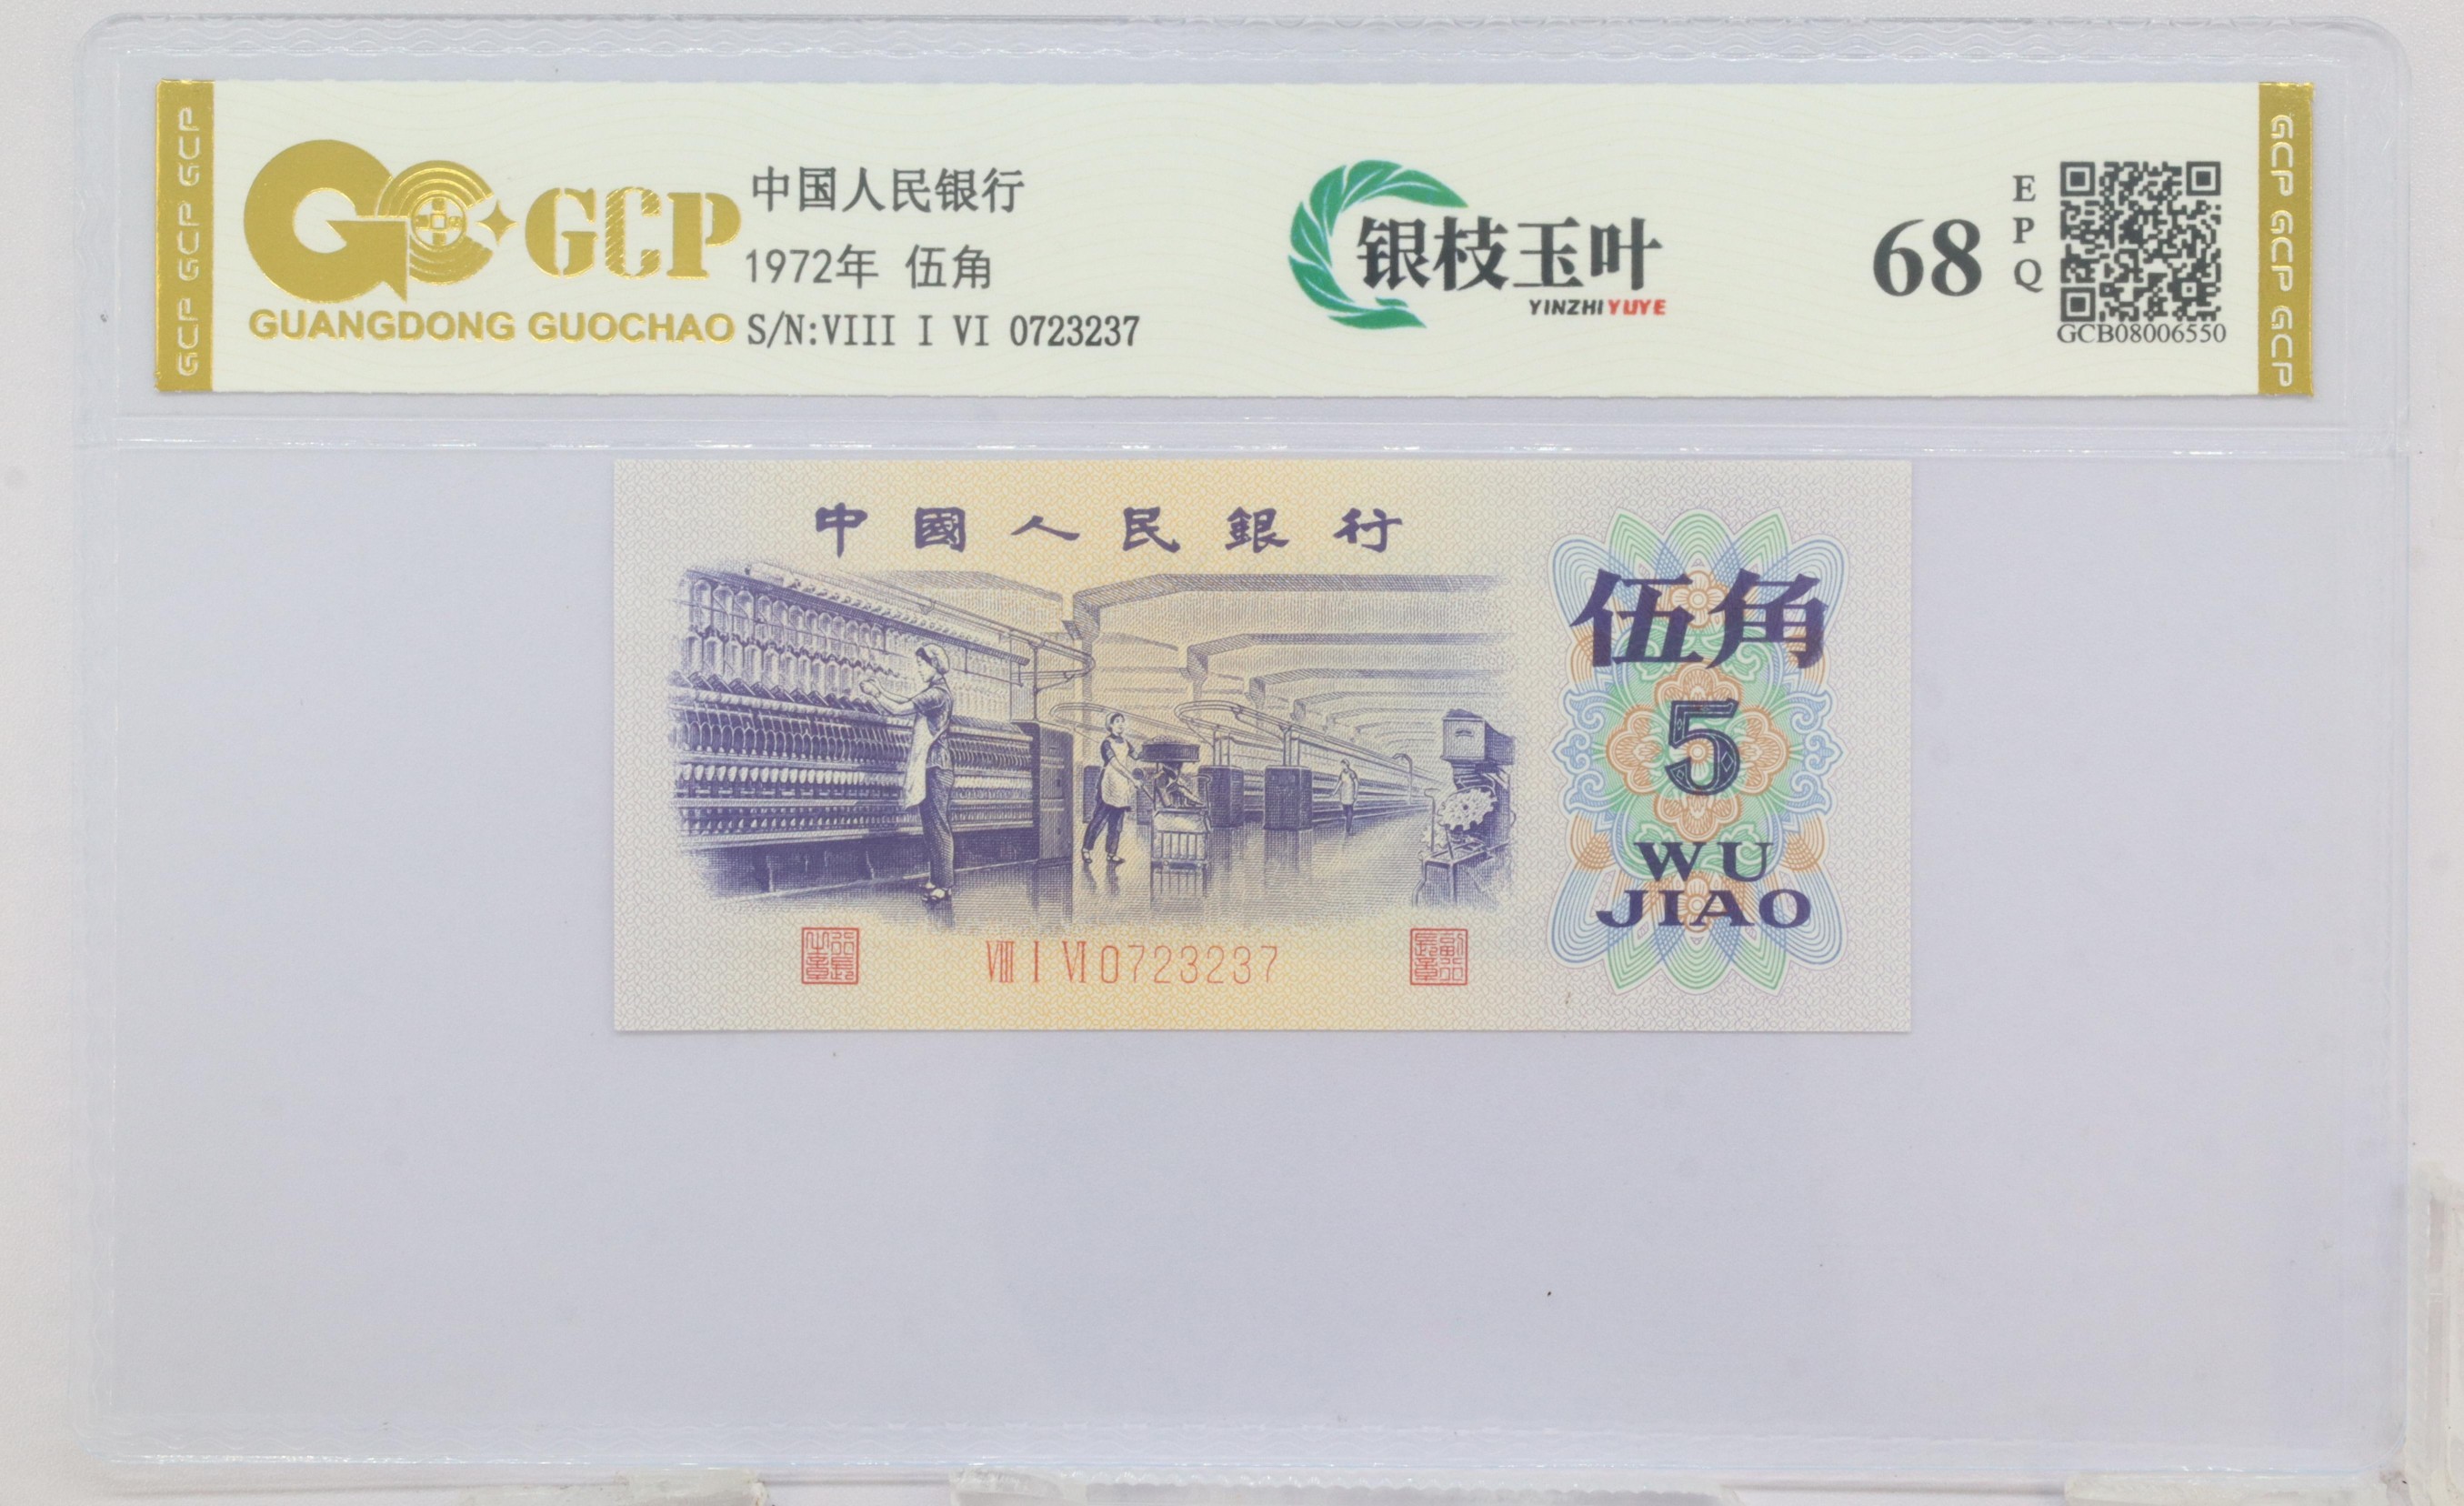 GCP GCP GCP
GCP
GUANGDONG GUOCHAO
中国人民银行
1972年 伍角
S/N:VIII I VI 0723237
银枝玉叶
YINZHIYUYE
68
EPQ
GCB08006550
GCP GCP GCP
中國人民銀行
伍角
5
WU
JIAO
VIII I VI 0723237